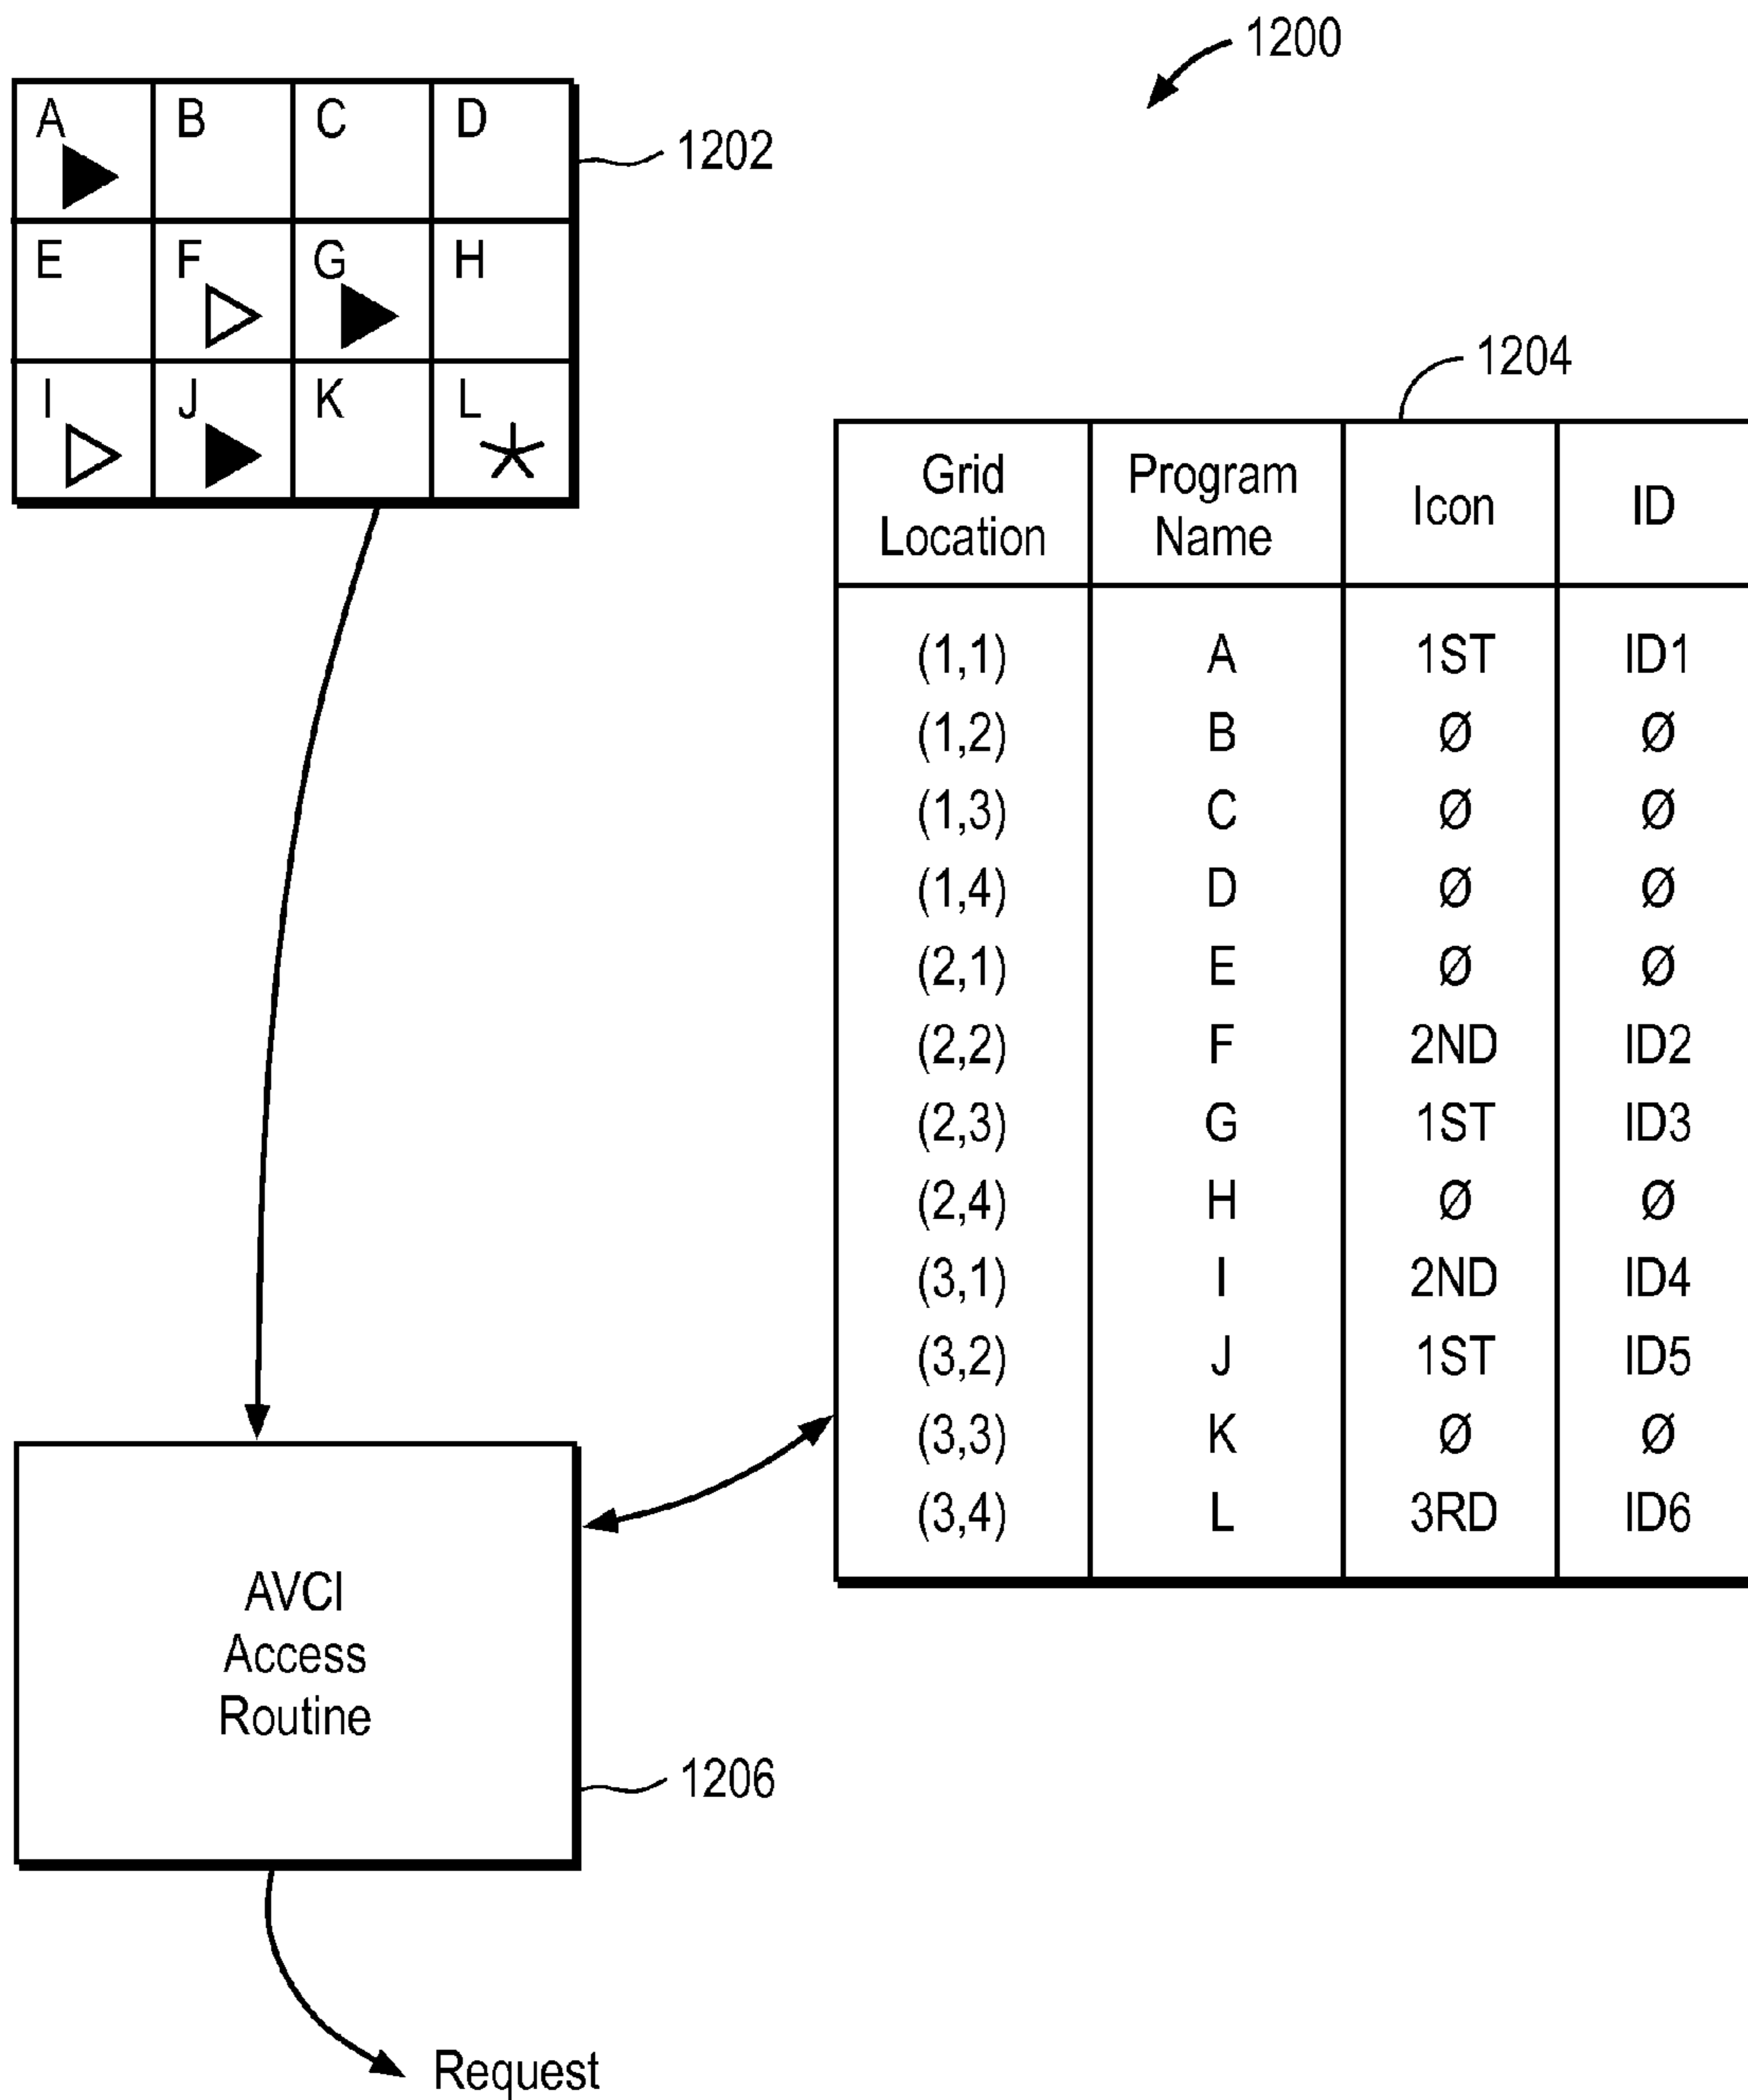 1200
A B C D
1202
E F G H
I J K L
1204
Grid Location Program Name Icon ID
(1,1) A 1ST ID1
(1,2) B Ø Ø
(1,3) C Ø Ø
(1,4) D Ø Ø
(2,1) E Ø Ø
(2,2) F 2ND ID2
(2,3) G 1ST ID3
(2,4) H Ø Ø
(3,1) I 2ND ID4
(3,2) J 1ST ID5
(3,3) K Ø Ø
(3,4) L 3RD ID6
AVCI
Access
Routine
1206
Request